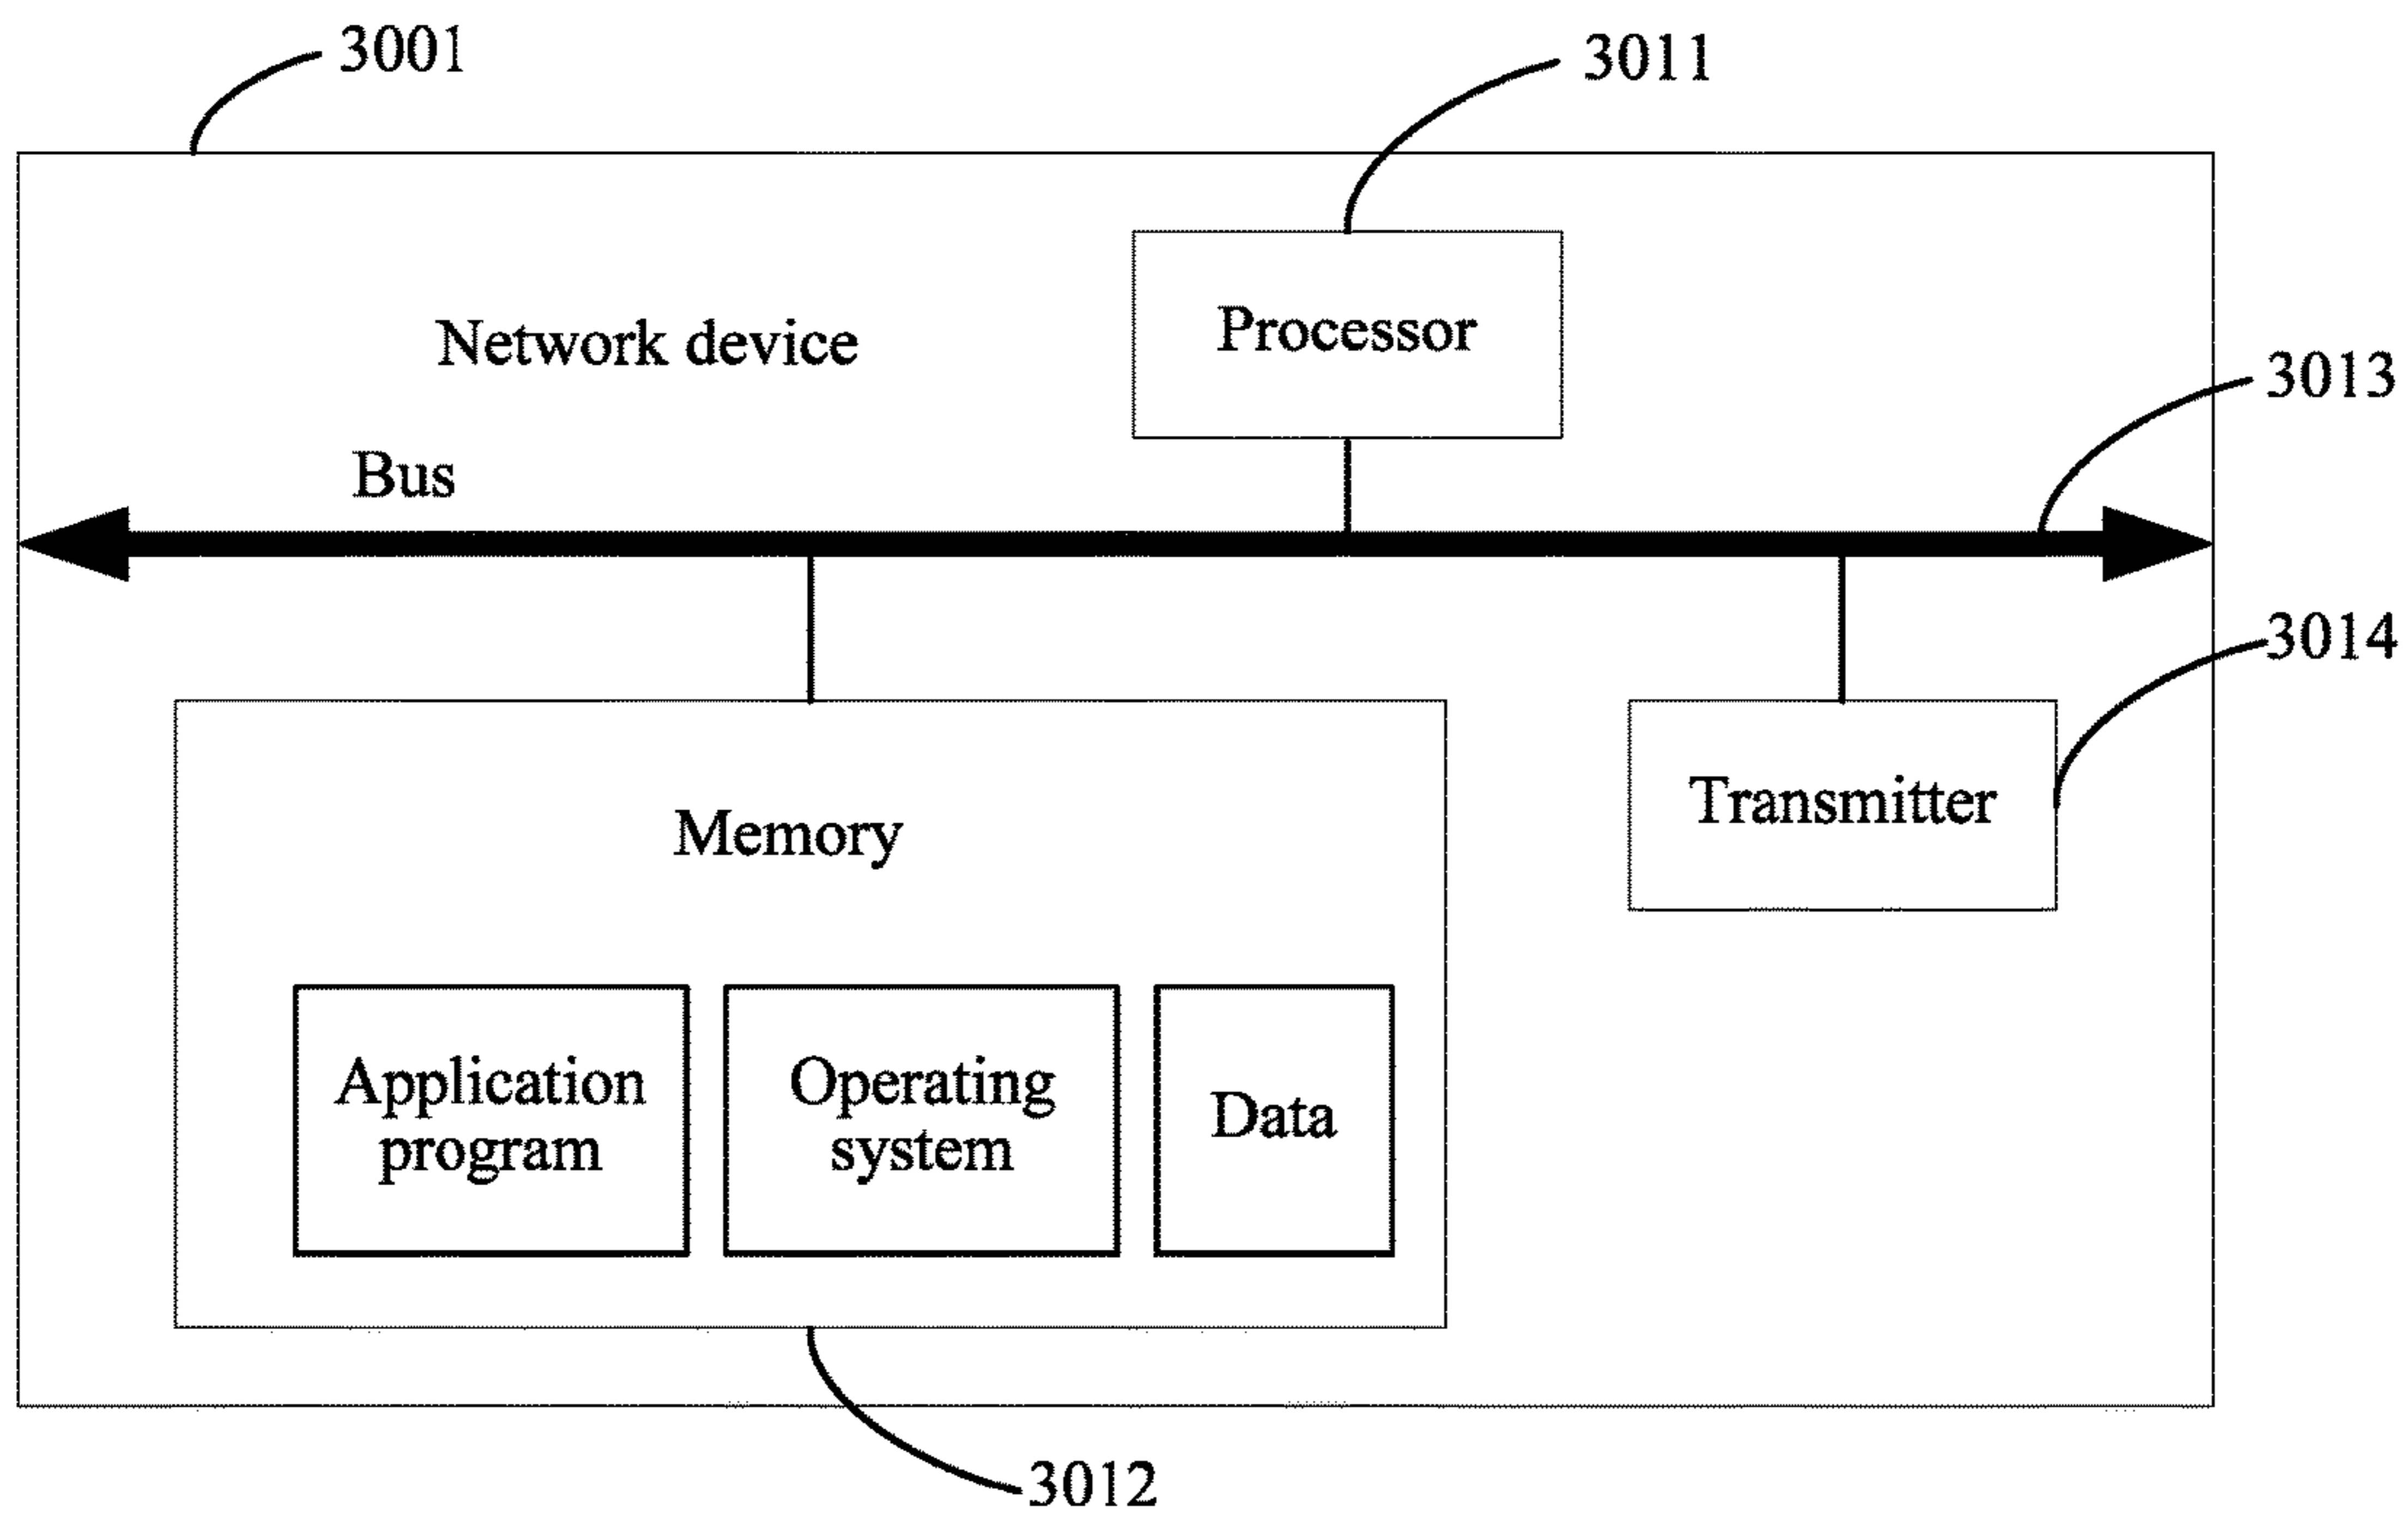 3001
3011
Network device
Processor
3013
Bus
3014
Memory
Transmitter
Application
program
Operating
system
Data
3012